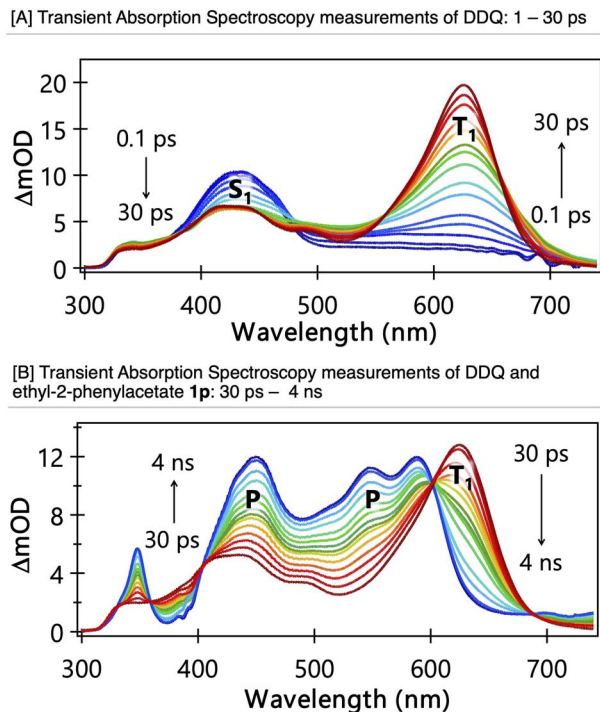 [A] Transient Absorption Spectroscopy measurements of DDQ: 1 – 30 ps
20
15
10
5
0
ΔmOD
0.1 ps
30 ps
S₁
T₁
30 ps
0.1 ps
300 400 500 600 700
Wavelength (nm)
[B] Transient Absorption Spectroscopy measurements of DDQ and
ethyl-2-phenylacetate 1p: 30 ps – 4 ns
12
8
4
0
ΔmOD
4 ns
30 ps
P
P
T₁
30 ps
4 ns
300 400 500 600 700
Wavelength (nm)